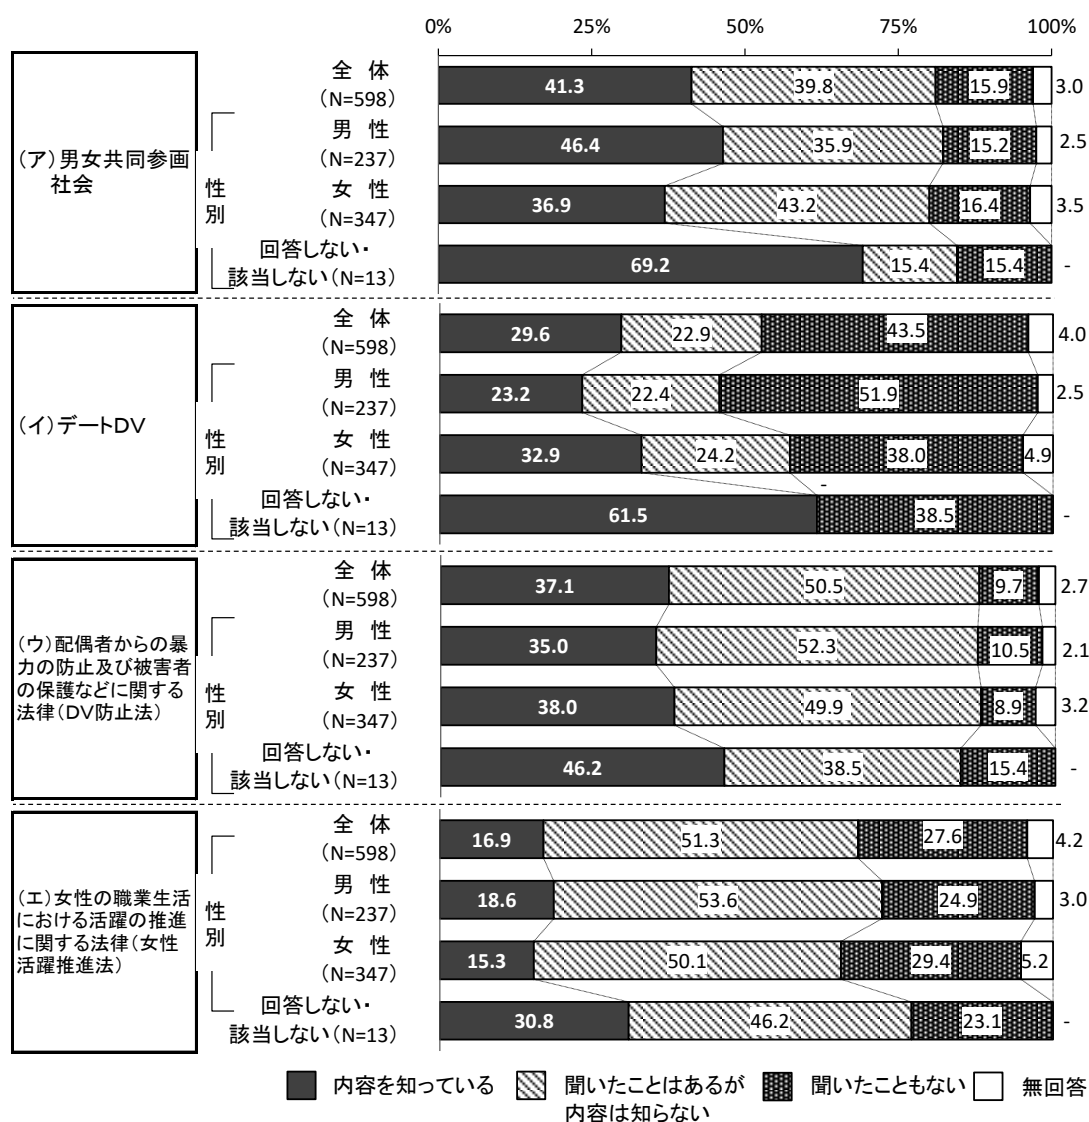 0% 25% 50% 75% 100%
(ア)男女共同参画
社会
性
別
全 体
(N=598)
41.3 39.8 15.9 3.0
男 性
(N=237)
46.4 35.9 15.2 2.5
女 性
(N=347)
36.9 43.2 16.4 3.5
回答しない・
該当しない(N=13)
69.2 15.4 15.4 -
(イ)デートDV
性
別
全 体
(N=598)
29.6 22.9 43.5 4.0
男 性
(N=237)
23.2 22.4 51.9 2.5
女 性
(N=347)
32.9 24.2 38.0 4.9
回答しない・
該当しない(N=13)
-
61.5 38.5 -
(ウ)配偶者からの暴
力の防止及び被害者
の保護などに関する
法律(DV防止法)
性
別
全 体
(N=598)
37.1 50.5 9.7 2.7
男 性
(N=237)
35.0 52.3 10.5 2.1
女 性
(N=347)
38.0 49.9 8.9 3.2
回答しない・
該当しない(N=13)
46.2 38.5 15.4 -
(エ)女性の職業生活
における活躍の推進
に関する法律(女性
活躍推進法)
性
別
全 体
(N=598)
16.9 51.3 27.6 4.2
男 性
(N=237)
18.6 53.6 24.9 3.0
女 性
(N=347)
15.3 50.1 29.4 5.2
回答しない・
該当しない(N=13)
30.8 46.2 23.1 -
内容を知っている
聞いたことはあるが
内容は知らない
聞いたこともない
無回答